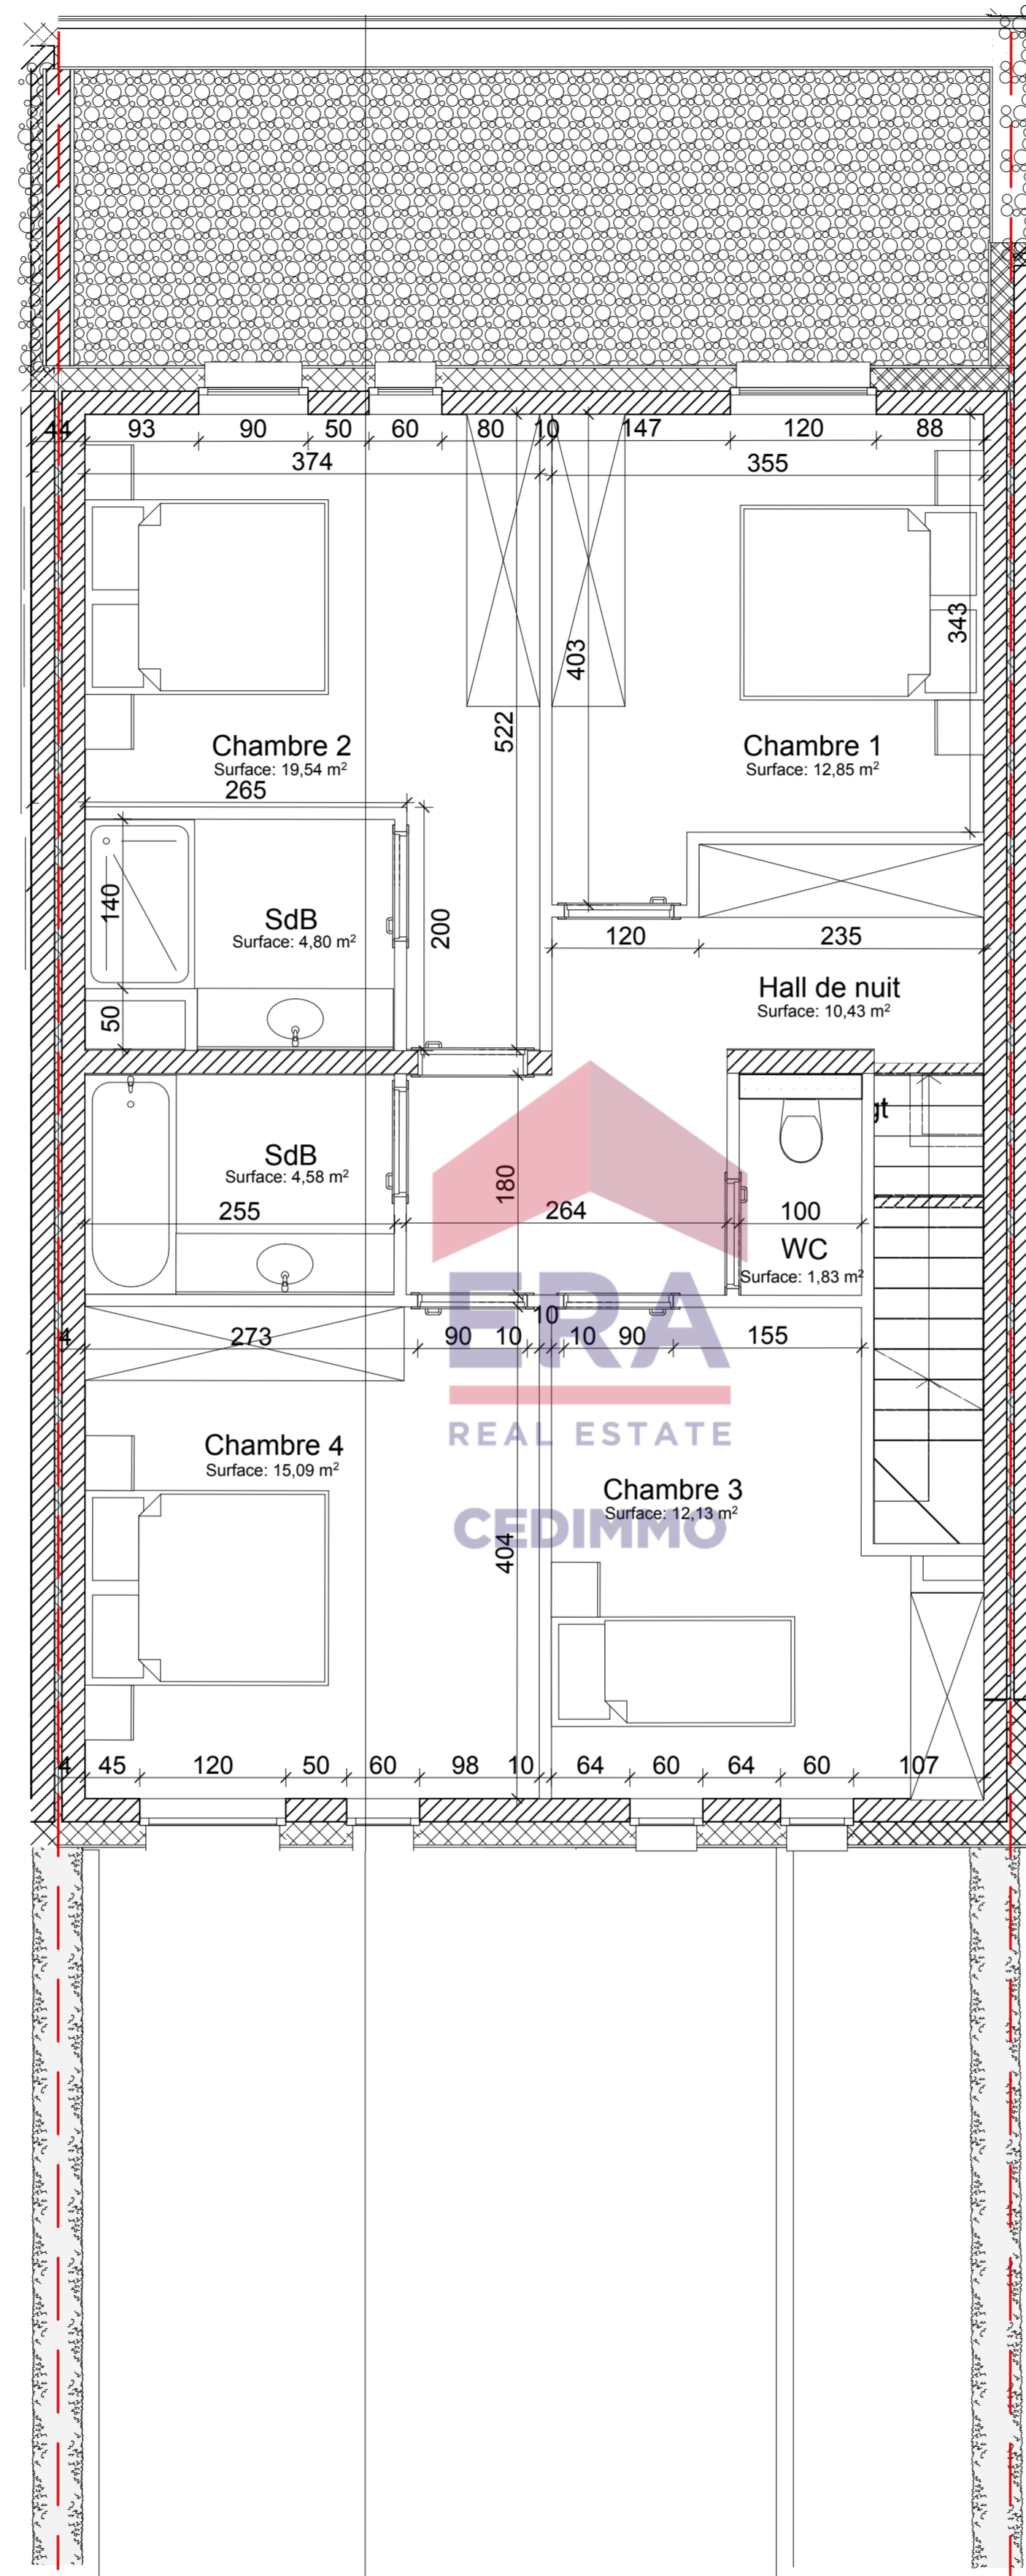 44 93 90 50 60 80 10 147 120 88
374 355
343
403
522
Chambre 2
Surface: 19,54 m²
Chambre 1
Surface: 12,85 m²
265
140
SdB
Surface: 4,80 m²
200
120 235
Hall de nuit
Surface: 10,43 m²
50
gt
SdB
Surface: 4,58 m²
180
255 264 100
WC
Surface: 1,83 m²
ERA
10
4 273 90 10 10 90 155
REAL ESTATE
Chambre 4
Surface: 15,09 m²
Chambre 3
Surface: 12,13 m²
CEDIMMO
404
4 45 120 50 60 98 10 64 60 64 60 107